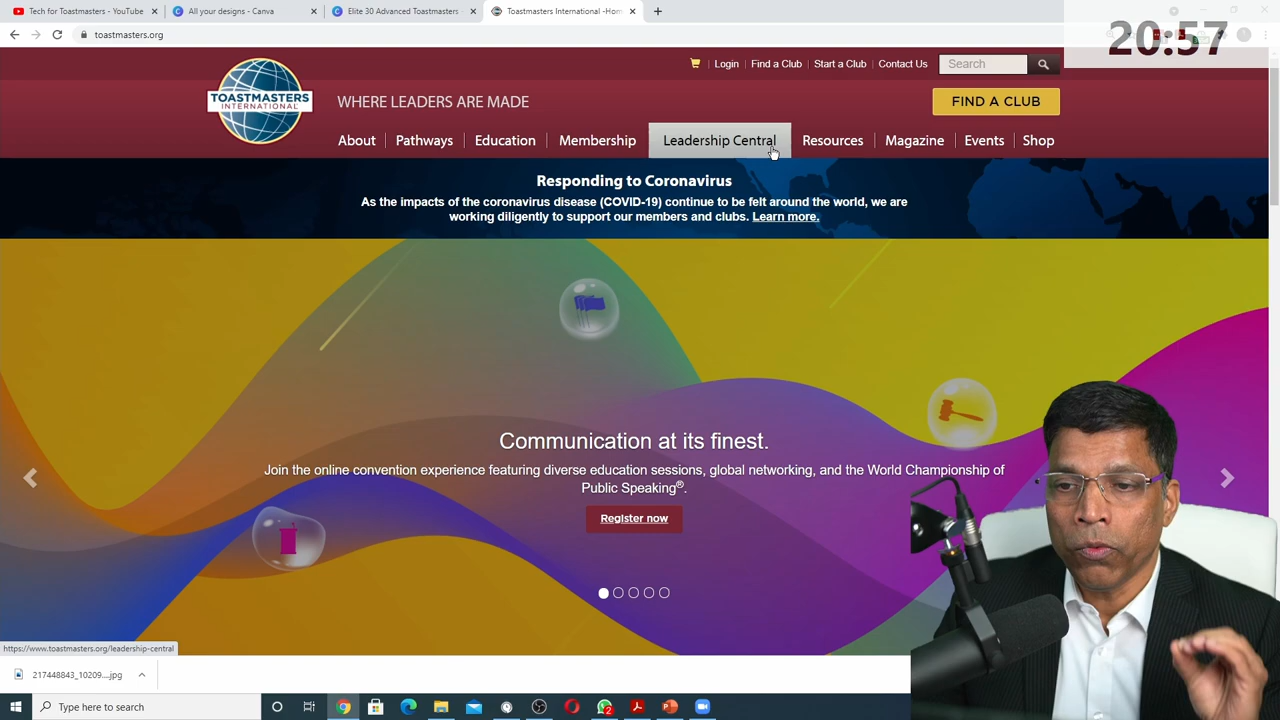 Tech for Toastmasters - YouTube
All your designs - Canva
Elite 30 Advanced Toastmasters
Toastmasters International -Hom
20:57
toastmasters.org
Login
Find a Club
Start a Club
Contact Us
Search
TOASTMASTERS
INTERNATIONAL
WHERE LEADERS ARE MADE
FIND A CLUB
About
Pathways
Education
Membership
Leadership Central
Resources
Magazine
Events
Shop
Responding to Coronavirus
As the impacts of the coronavirus disease (COVID-19) continue to be felt around the world, we are
working diligently to support our members and clubs. Learn more.
Communication at its finest.
Join the online convention experience featuring diverse education sessions, global networking, and the World Championship of
Public Speaking®.
Register now
https://www.toastmasters.org/leadership-central
217448843_10209....jpg
Type here to search
2